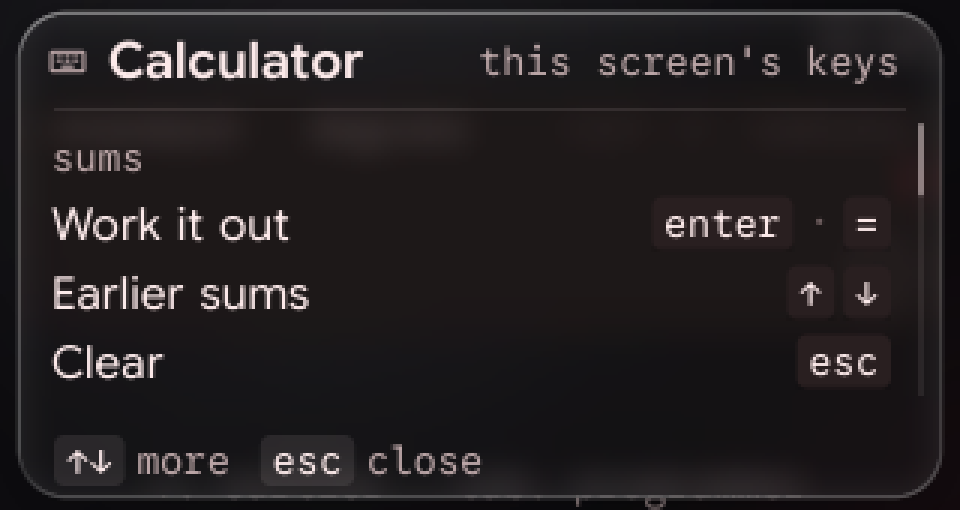 Calculator this screen's keys
sums
Work it out enter · =
Earlier sums ↑ ↓
Clear esc
↑↓ more esc close